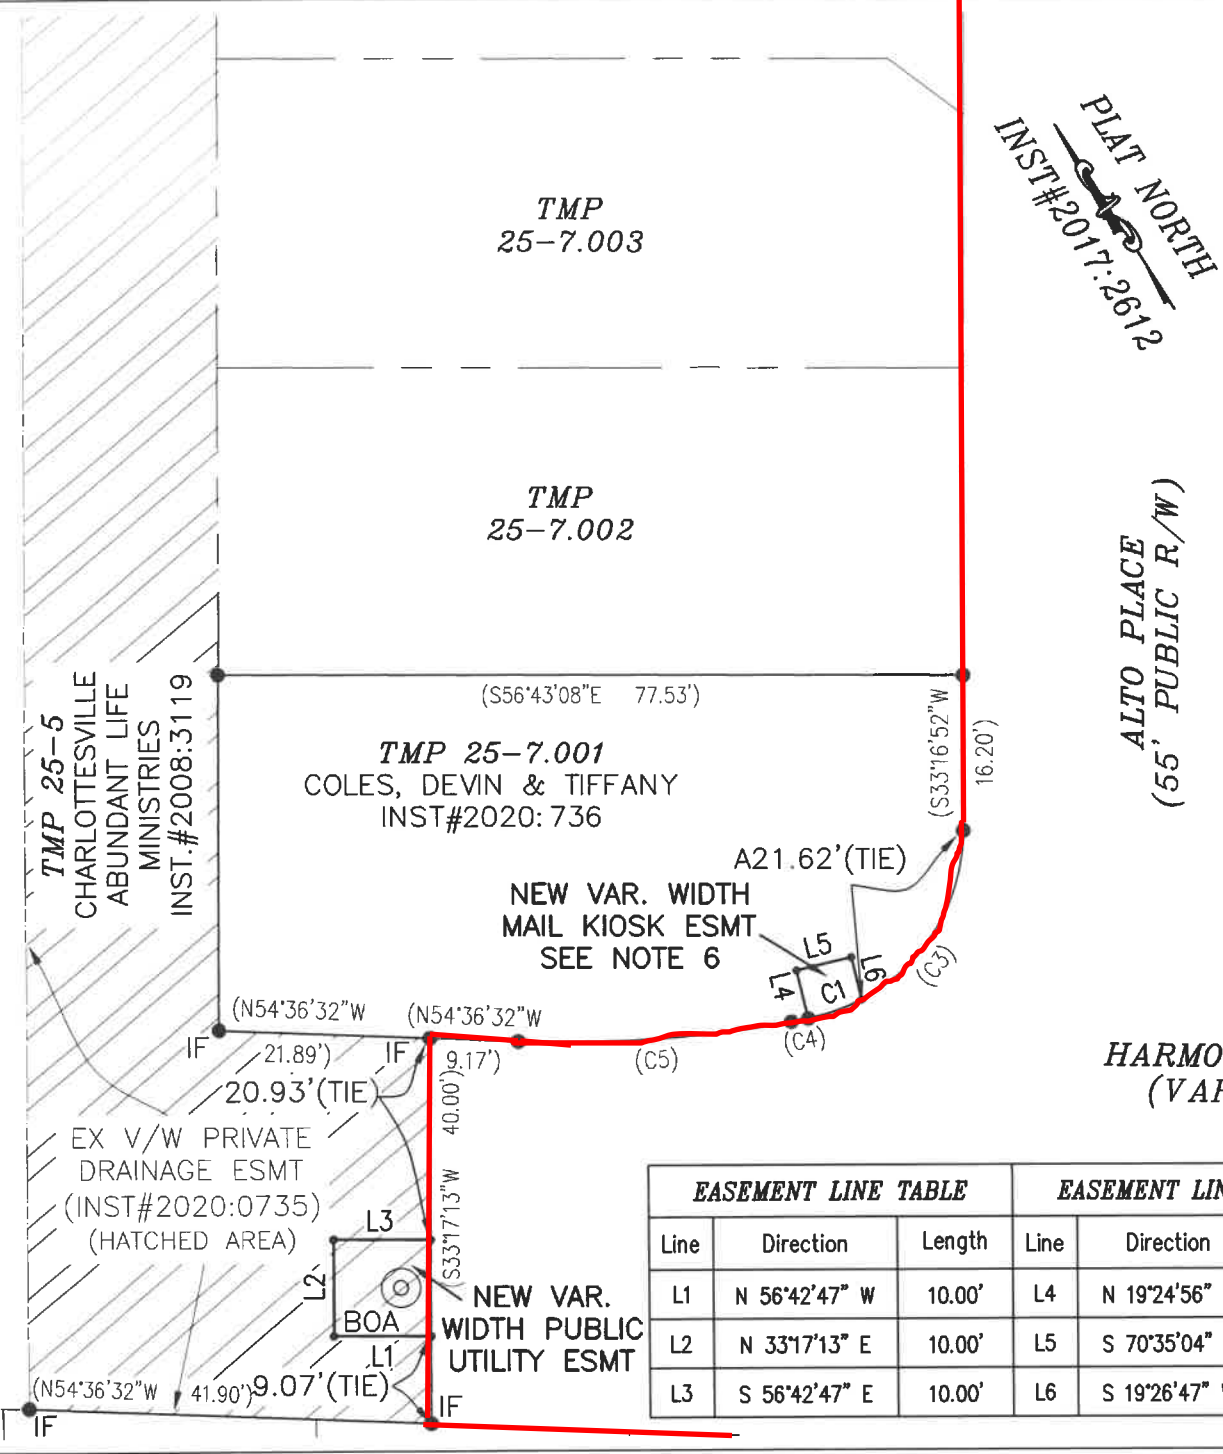 PLAT NORTH
INST#2017:2612
TMP
25-7.003
TMP
25-7.002
ALTO PLACE
(55' PUBLIC R/W)
(S56°43'08"E 77.53')
(S33°16'52"W
16.20')
TMP 25-5
CHARLOTTESVILLE
ABUNDANT LIFE
MINISTRIES
INST.#2008:3119
TMP 25-7.001
COLES, DEVIN & TIFFANY
INST#2020:736
A21.62'(TIE)
NEW VAR. WIDTH
MAIL KIOSK ESMT
SEE NOTE 6
L5
L4
L6
C1
(C3)
(C4)
(C5)
(N54°36'32"W
21.89')
(N54°36'32"W
9.17')
IF
IF
20.93'(TIE)
(S33°17'13"W 40.00')
HARMO
(VAR
EX V/W PRIVATE
DRAINAGE ESMT
(INST#2020:0735)
(HATCHED AREA)
L3
L2
BOA
L1
NEW VAR.
WIDTH PUBLIC
UTILITY ESMT
(N54°36'32"W 41.90')
9.07'(TIE)
IF
IF
EASEMENT LINE TABLE EASEMENT LIN
Line Direction Length Line Direction
L1 N 56°42'47" W 10.00' L4 N 19°24'56"
L2 N 33°17'13" E 10.00' L5 S 70°35'04"
L3 S 56°42'47" E 10.00' L6 S 19°26'47"